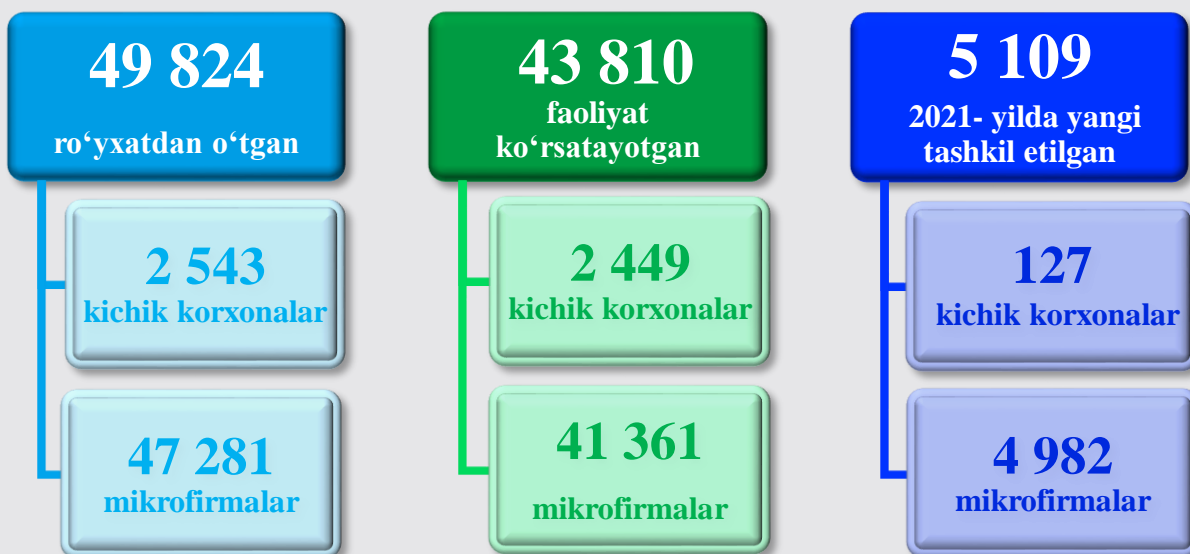 49 824
ro‘yxatdan o‘tgan
2 543
kichik korxonalar
47 281
mikrofirmalar
43 810
faoliyat
ko‘rsatayotgan
2 449
kichik korxonalar
41 361
mikrofirmalar
5 109
2021- yilda yangi
tashkil etilgan
127
kichik korxonalar
4 982
mikrofirmalar